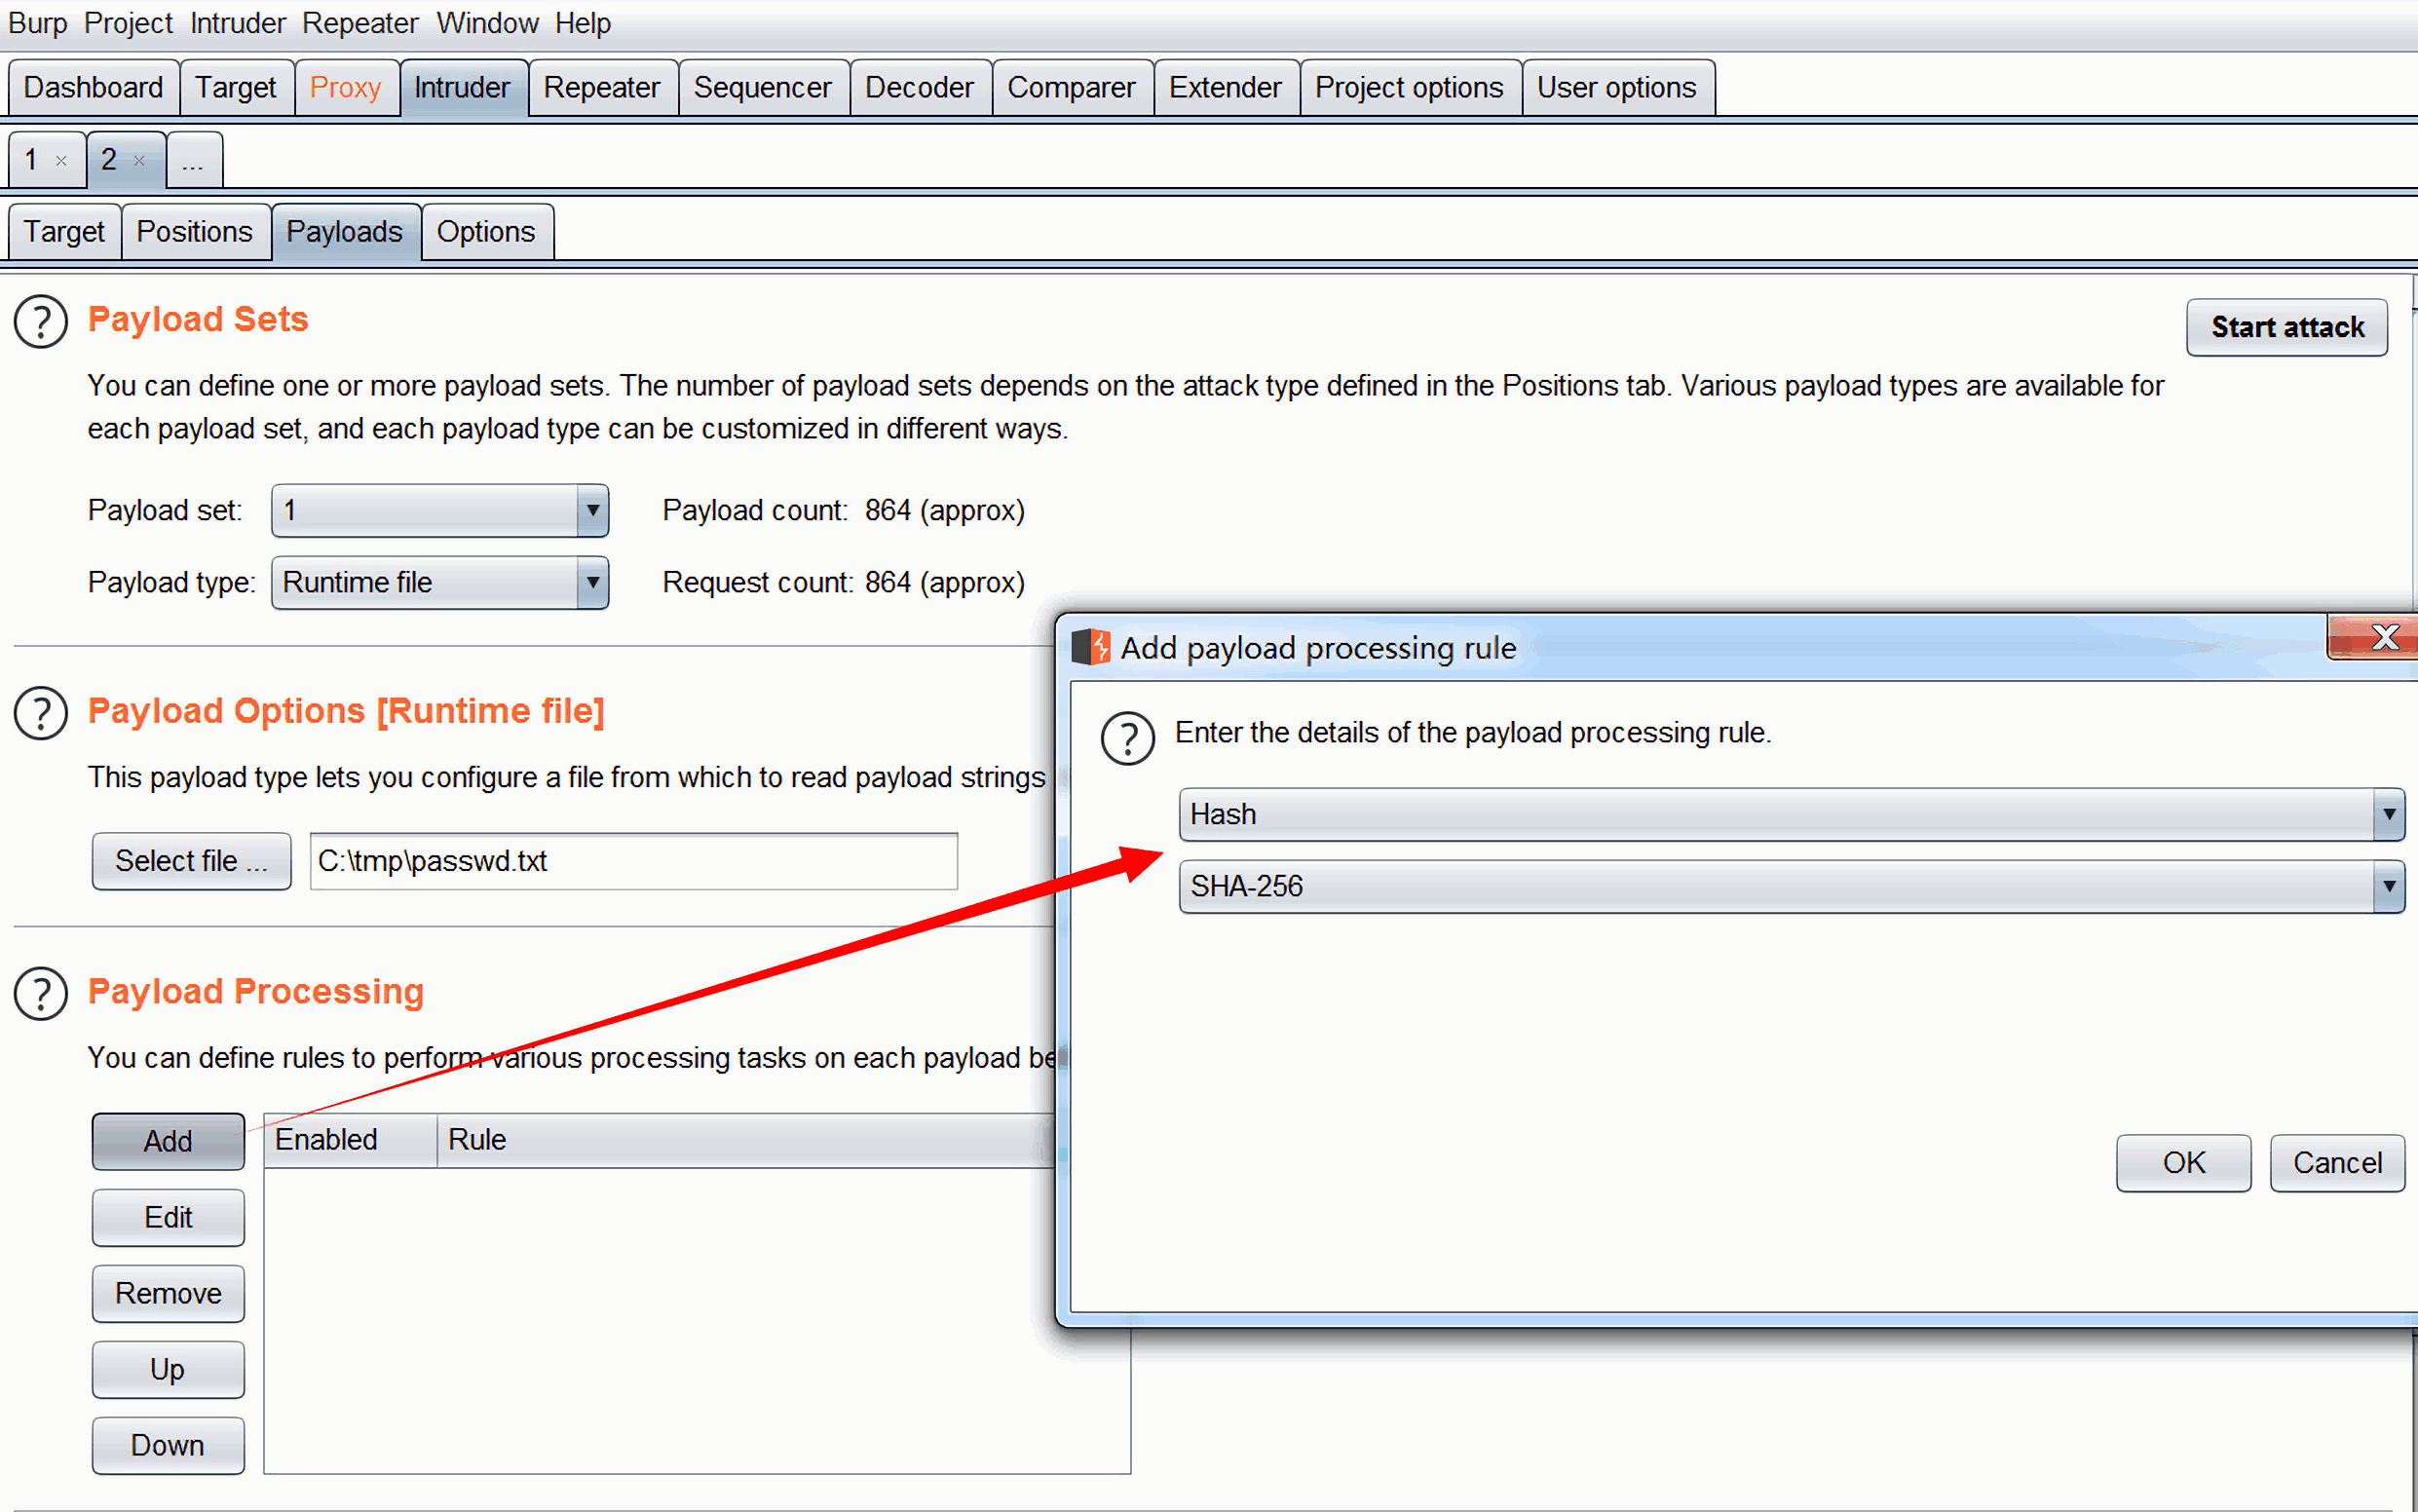 Burp Project Intruder Repeater Window Help
Dashboard Target Proxy Intruder Repeater Sequencer Decoder Comparer Extender Project options User options
1 × 2 × ...
Target Positions Payloads Options
? Payload Sets
Start attack
You can define one or more payload sets. The number of payload sets depends on the attack type defined in the Positions tab. Various payload types are available for
each payload set, and each payload type can be customized in different ways.
Payload set: 1 Payload count: 864 (approx)
Payload type: Runtime file Request count: 864 (approx)
? Payload Options [Runtime file]
This payload type lets you configure a file from which to read payload strings
Select file ... C:\tmp\passwd.txt
? Payload Processing
You can define rules to perform various processing tasks on each payload be
Add Enabled Rule
Edit
Remove
Up
Down
Add payload processing rule X
? Enter the details of the payload processing rule.
Hash
SHA-256
OK Cancel